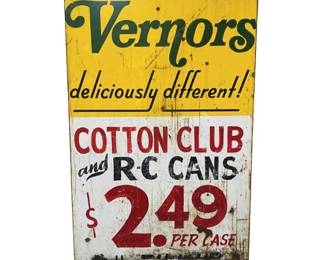 Vernors
deliciously different!
COTTON CLUB
and R-C CANS
$2.49
PER CASE